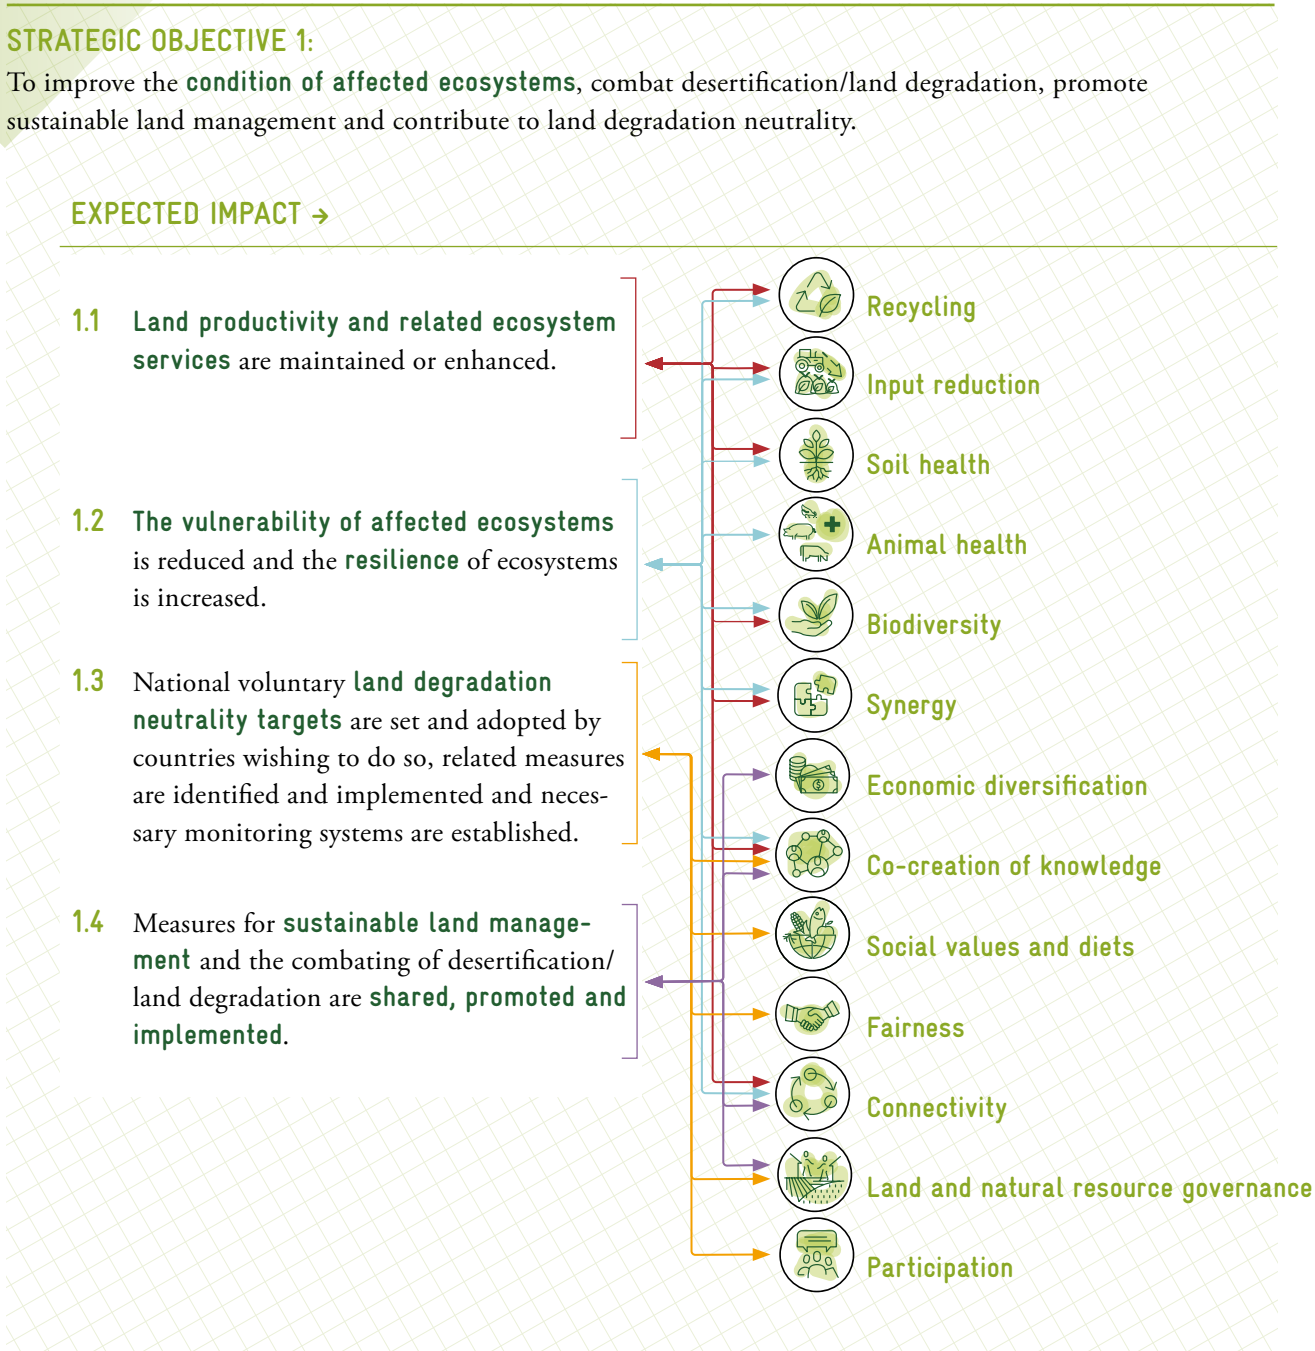 STRATEGIC OBJECTIVE 1:
To improve the condition of affected ecosystems, combat desertification/land degradation, promote
sustainable land management and contribute to land degradation neutrality.
EXPECTED IMPACT →
1.1 Land productivity and related ecosystem
services are maintained or enhanced.
1.2 The vulnerability of affected ecosystems
is reduced and the resilience of ecosystems
is increased.
1.3 National voluntary land degradation
neutrality targets are set and adopted by
countries wishing to do so, related measures
are identified and implemented and neces-
sary monitoring systems are established.
1.4 Measures for sustainable land manage-
ment and the combating of desertification/
land degradation are shared, promoted and
implemented.
Recycling
Input reduction
Soil health
Animal health
Biodiversity
Synergy
Economic diversification
Co-creation of knowledge
Social values and diets
Fairness
Connectivity
Land and natural resource governance
Participation